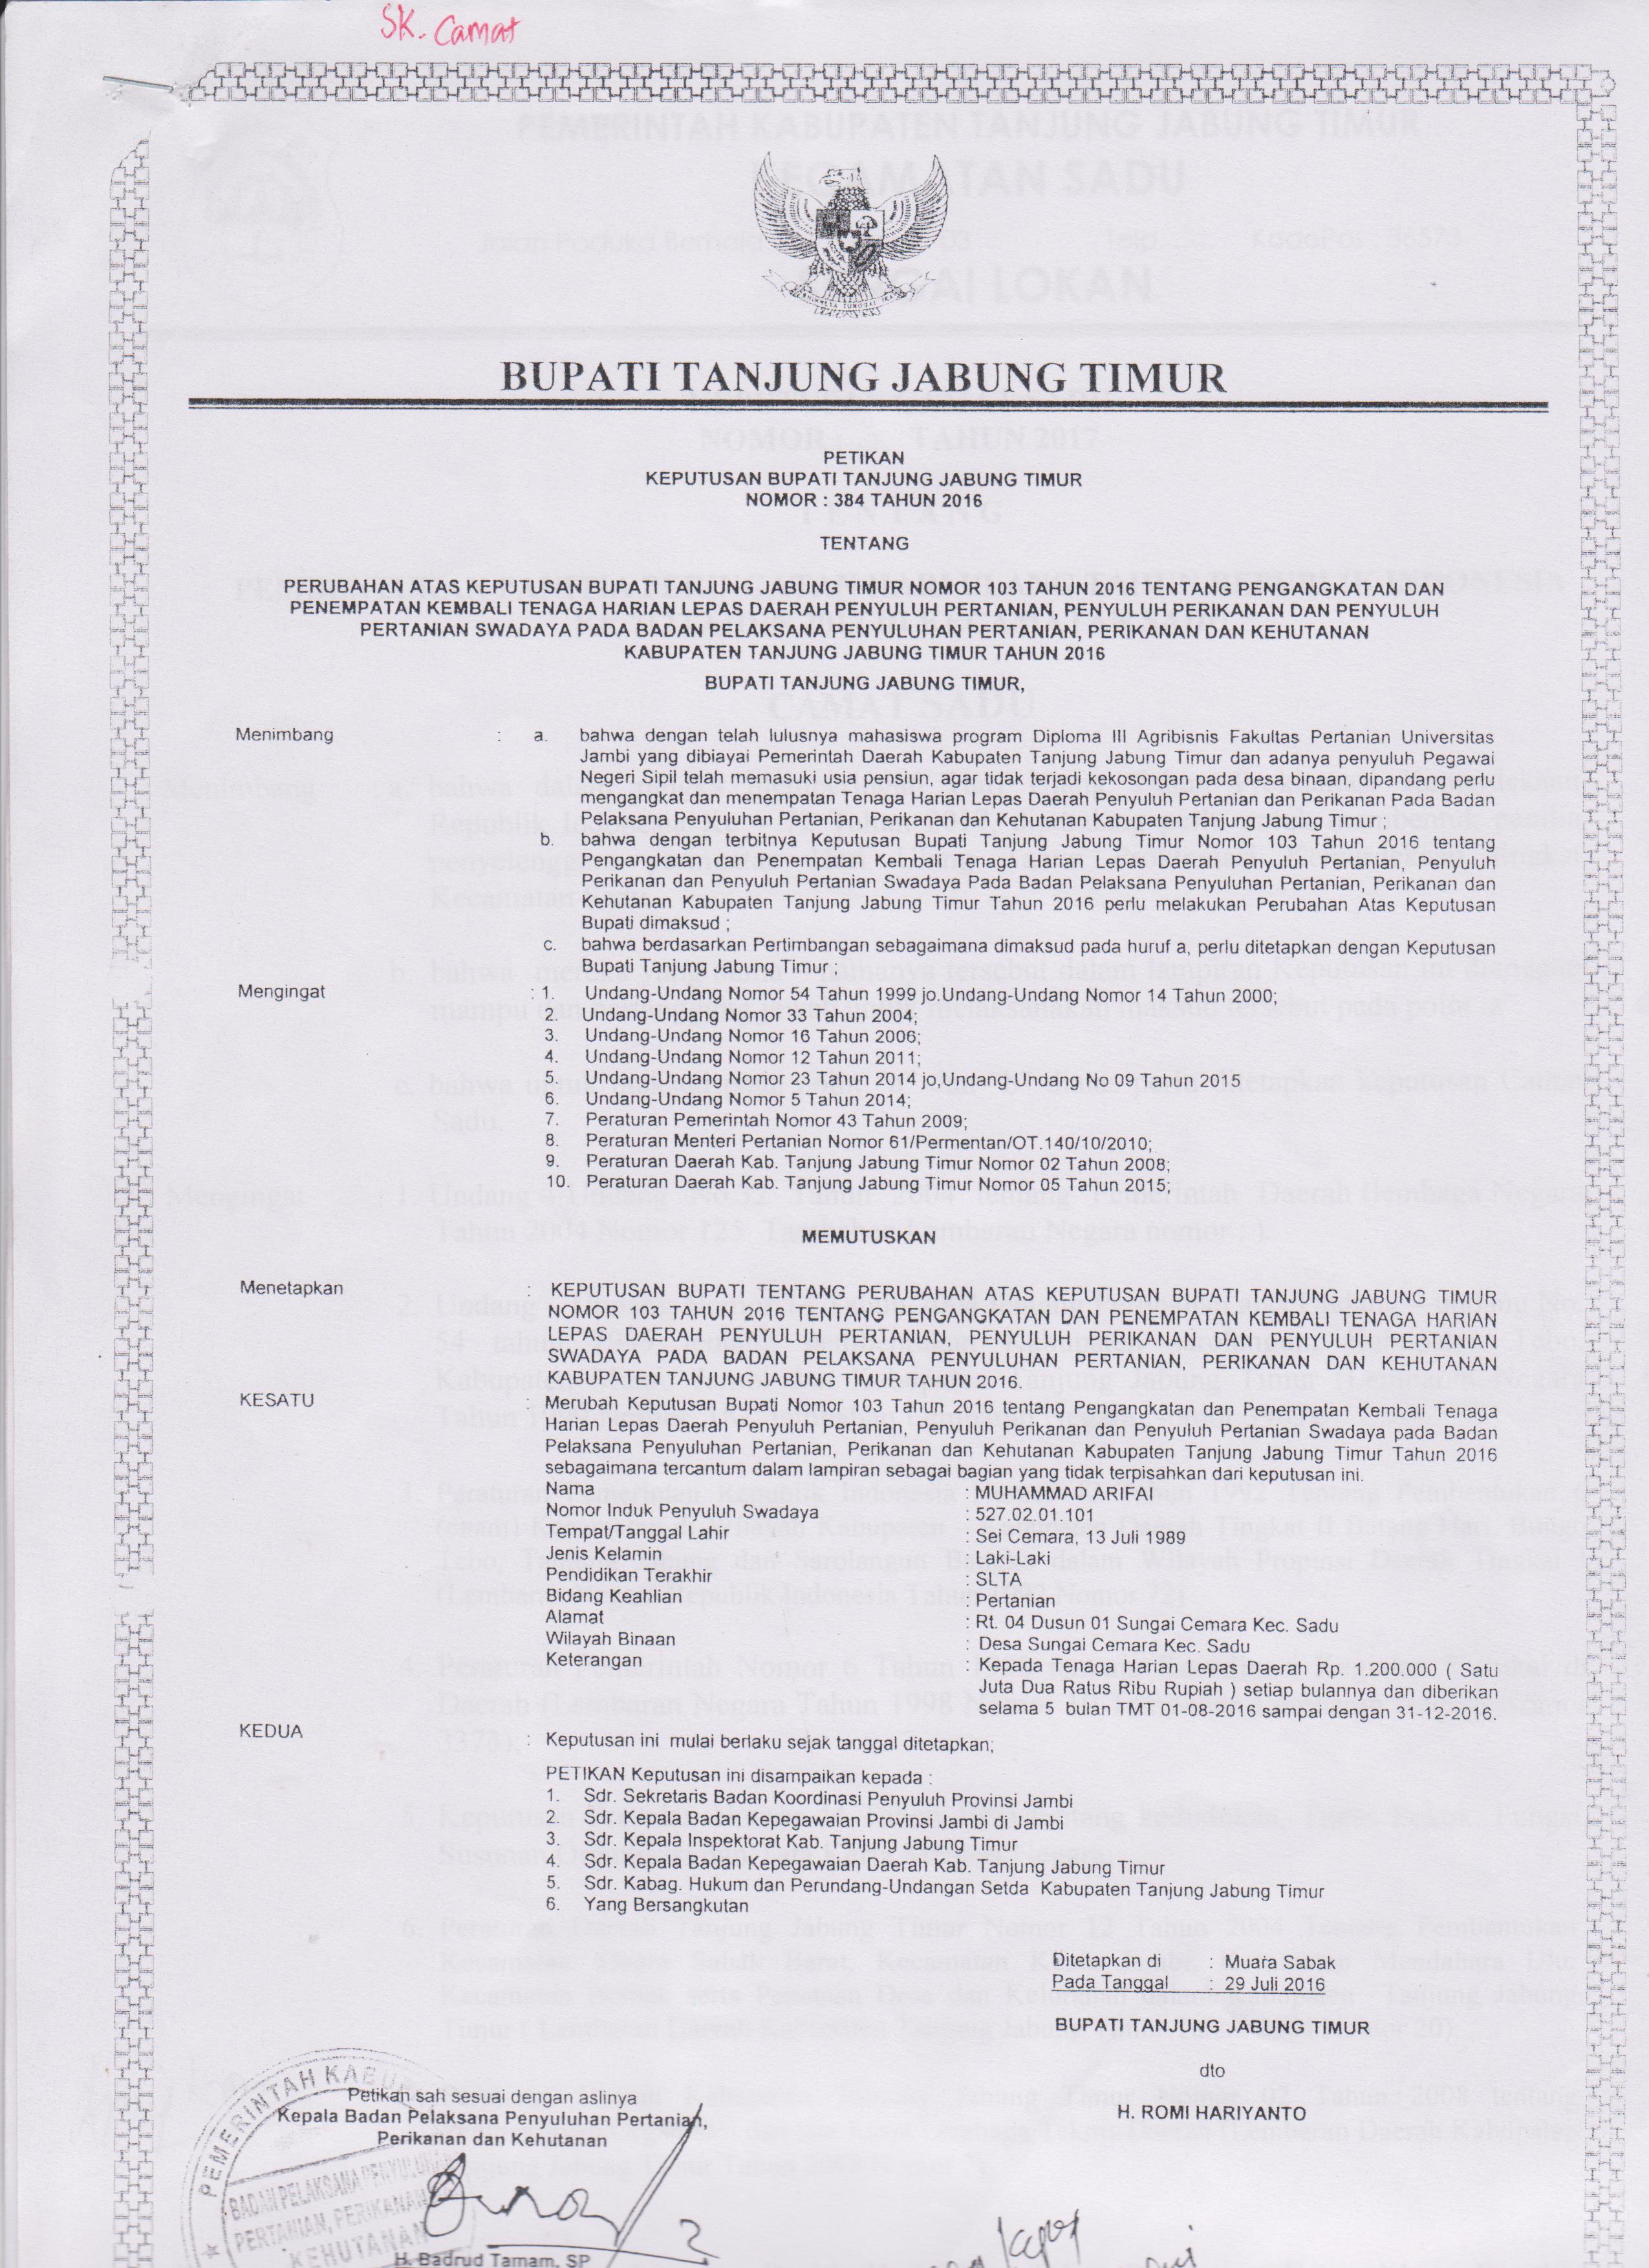 SK. Camat
BUPATI TANJUNG JABUNG TIMUR
PETIKAN
KEPUTUSAN BUPATI TANJUNG JABUNG TIMUR
NOMOR : 384 TAHUN 2016
TENTANG
PERUBAHAN ATAS KEPUTUSAN BUPATI TANJUNG JABUNG TIMUR NOMOR 103 TAHUN 2016 TENTANG PENGANGKATAN DAN
PENEMPATAN KEMBALI TENAGA HARIAN LEPAS DAERAH PENYULUH PERTANIAN, PENYULUH PERIKANAN DAN PENYULUH
PERTANIAN SWADAYA PADA BADAN PELAKSANA PENYULUHAN PERTANIAN, PERIKANAN DAN KEHUTANAN
KABUPATEN TANJUNG JABUNG TIMUR TAHUN 2016
BUPATI TANJUNG JABUNG TIMUR,
Menimbang : a. bahwa dengan telah lulusnya mahasiswa program Diploma III Agribisnis Fakultas Pertanian Universitas
Jambi yang dibiayai Pemerintah Daerah Kabupaten Tanjung Jabung Timur dan adanya penyuluh Pegawai
Negeri Sipil telah memasuki usia pensiun, agar tidak terjadi kekosongan pada desa binaan, dipandang perlu
mengangkat dan menempatan Tenaga Harian Lepas Daerah Penyuluh Pertanian dan Perikanan Pada Badan
Pelaksana Penyuluhan Pertanian, Perikanan dan Kehutanan Kabupaten Tanjung Jabung Timur ;
b. bahwa dengan terbitnya Keputusan Bupati Tanjung Jabung Timur Nomor 103 Tahun 2016 tentang
Pengangkatan dan Penempatan Kembali Tenaga Harian Lepas Daerah Penyuluh Pertanian, Penyuluh
Perikanan dan Penyuluh Pertanian Swadaya Pada Badan Pelaksana Penyuluhan Pertanian, Perikanan dan
Kehutanan Kabupaten Tanjung Jabung Timur Tahun 2016 perlu melakukan Perubahan Atas Keputusan
Bupati dimaksud ;
c. bahwa berdasarkan Pertimbangan sebagaimana dimaksud pada huruf a, perlu ditetapkan dengan Keputusan
Bupati Tanjung Jabung Timur ;
Mengingat : 1. Undang-Undang Nomor 54 Tahun 1999 jo.Undang-Undang Nomor 14 Tahun 2000;
2. Undang-Undang Nomor 33 Tahun 2004;
3. Undang-Undang Nomor 16 Tahun 2006;
4. Undang-Undang Nomor 12 Tahun 2011;
5. Undang-Undang Nomor 23 Tahun 2014 jo,Undang-Undang No 09 Tahun 2015
6. Undang-Undang Nomor 5 Tahun 2014;
7. Peraturan Pemerintah Nomor 43 Tahun 2009;
8. Peraturan Menteri Pertanian Nomor 61/Permentan/OT.140/10/2010;
9. Peraturan Daerah Kab. Tanjung Jabung Timur Nomor 02 Tahun 2008;
10. Peraturan Daerah Kab. Tanjung Jabung Timur Nomor 05 Tahun 2015;
MEMUTUSKAN
Menetapkan : KEPUTUSAN BUPATI TENTANG PERUBAHAN ATAS KEPUTUSAN BUPATI TANJUNG JABUNG TIMUR
NOMOR 103 TAHUN 2016 TENTANG PENGANGKATAN DAN PENEMPATAN KEMBALI TENAGA HARIAN
LEPAS DAERAH PENYULUH PERTANIAN, PENYULUH PERIKANAN DAN PENYULUH PERTANIAN
SWADAYA PADA BADAN PELAKSANA PENYULUHAN PERTANIAN, PERIKANAN DAN KEHUTANAN
KABUPATEN TANJUNG JABUNG TIMUR TAHUN 2016.
KESATU : Merubah Keputusan Bupati Nomor 103 Tahun 2016 tentang Pengangkatan dan Penempatan Kembali Tenaga
Harian Lepas Daerah Penyuluh Pertanian, Penyuluh Perikanan dan Penyuluh Pertanian Swadaya pada Badan
Pelaksana Penyuluhan Pertanian, Perikanan dan Kehutanan Kabupaten Tanjung Jabung Timur Tahun 2016
sebagaimana tercantum dalam lampiran sebagai bagian yang tidak terpisahkan dari keputusan ini.
Nama : MUHAMMAD ARIFAI
Nomor Induk Penyuluh Swadaya : 527.02.01.101
Tempat/Tanggal Lahir : Sei Cemara, 13 Juli 1989
Jenis Kelamin : Laki-Laki
Pendidikan Terakhir : SLTA
Bidang Keahlian : Pertanian
Alamat : Rt. 04 Dusun 01 Sungai Cemara Kec. Sadu
Wilayah Binaan : Desa Sungai Cemara Kec. Sadu
Keterangan : Kepada Tenaga Harian Lepas Daerah Rp. 1.200.000 ( Satu
Juta Dua Ratus Ribu Rupiah ) setiap bulannya dan diberikan
selama 5 bulan TMT 01-08-2016 sampai dengan 31-12-2016.
KEDUA : Keputusan ini mulai berlaku sejak tanggal ditetapkan;
PETIKAN Keputusan ini disampaikan kepada :
1. Sdr. Sekretaris Badan Koordinasi Penyuluh Provinsi Jambi
2. Sdr. Kepala Badan Kepegawaian Provinsi Jambi di Jambi
3. Sdr. Kepala Inspektorat Kab. Tanjung Jabung Timur
4. Sdr. Kepala Badan Kepegawaian Daerah Kab. Tanjung Jabung Timur
5. Sdr. Kabag. Hukum dan Perundang-Undangan Setda Kabupaten Tanjung Jabung Timur
6. Yang Bersangkutan
Ditetapkan di : Muara Sabak
Pada Tanggal : 29 Juli 2016
BUPATI TANJUNG JABUNG TIMUR
dto
H. ROMI HARIYANTO
Petikan sah sesuai dengan aslinya
Kepala Badan Pelaksana Penyuluhan Pertanian,
Perikanan dan Kehutanan
PEMERINTAH KABUP
BADAN PELAKSANA PENYULUHAN
PERTANIAN, PERIKANAN
KEHUTANAN
H. Badrud Tamam, SP